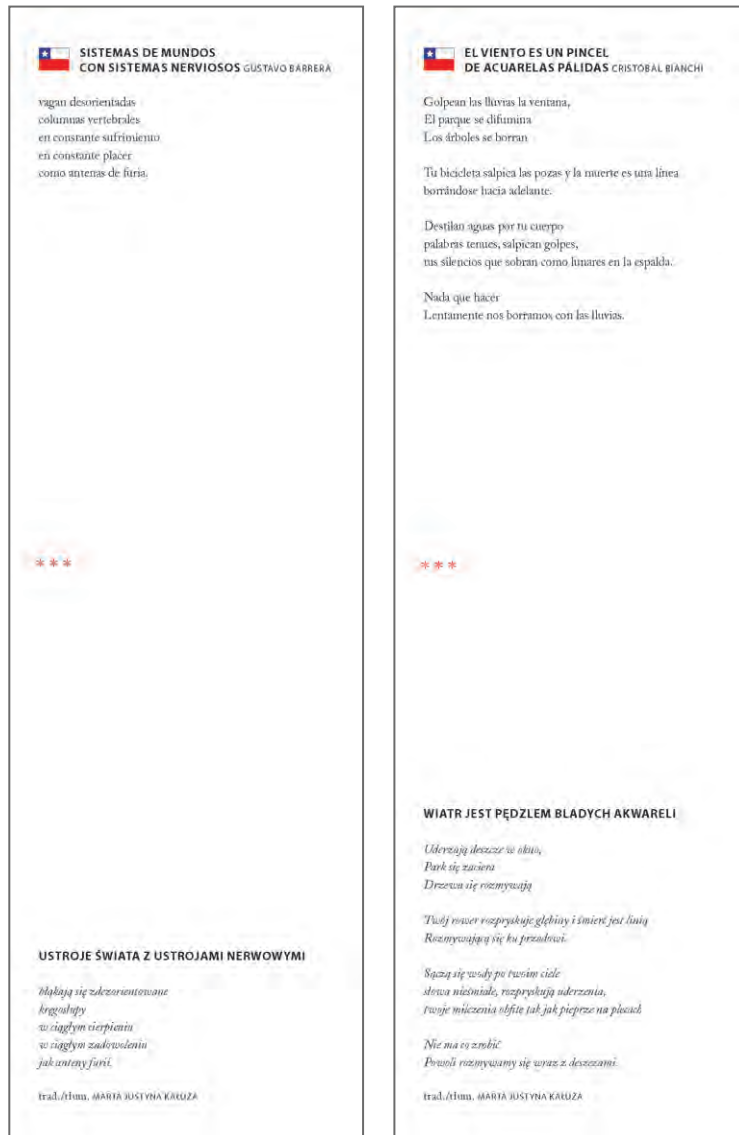 SISTEMAS DE MUNDOS
CON SISTEMAS NERVIOSOS GUSTAVO BARRERA
vagan desorientadas
columnas vertebrales
en constante sufrimiento
en constante placer
como antenas de furia.
***
USTROJE ŚWIATA Z USTROJAMI NERWOWYMI
błąkają się zdezorientowane
kręgosłupy
w ciągłym cierpieniu
w ciągłym zadowoleniu
jak anteny furii.
trad./tłum. MARTA JUSTYNA KAŁUŻA
EL VIENTO ES UN PINCEL
DE ACUARELAS PÁLIDAS CRISTÓBAL BIANCHI
Golpean las lluvias la ventana,
El parque se difumina
Los árboles se borran
Tu bicicleta salpica las pozas y la muerte es una línea
borrándose hacia adelante.
Destilan aguas por tu cuerpo
palabras tenues, salpican golpes,
tus silencios que sobran como lunares en la espalda.
Nada que hacer
Lentamente nos borramos con las lluvias.
***
WIATR JEST PĘDZLEM BLADYCH AKWARELI
Uderzają deszcze w okno,
Park się zaciera
Drzewa się rozmywają
Twój rower rozpryskuje głębiny i śmierć jest linią
Rozmywającą się ku przodowi.
Sączą się wody po twoim ciele
słowa nieśmiałe, rozpryskują uderzenia,
twoje milczenia obfite tak jak pieprze na plecach
Nie ma co zrobić
Powoli rozmywamy się wraz z deszczami.
trad./tłum. MARTA JUSTYNA KAŁUŻA